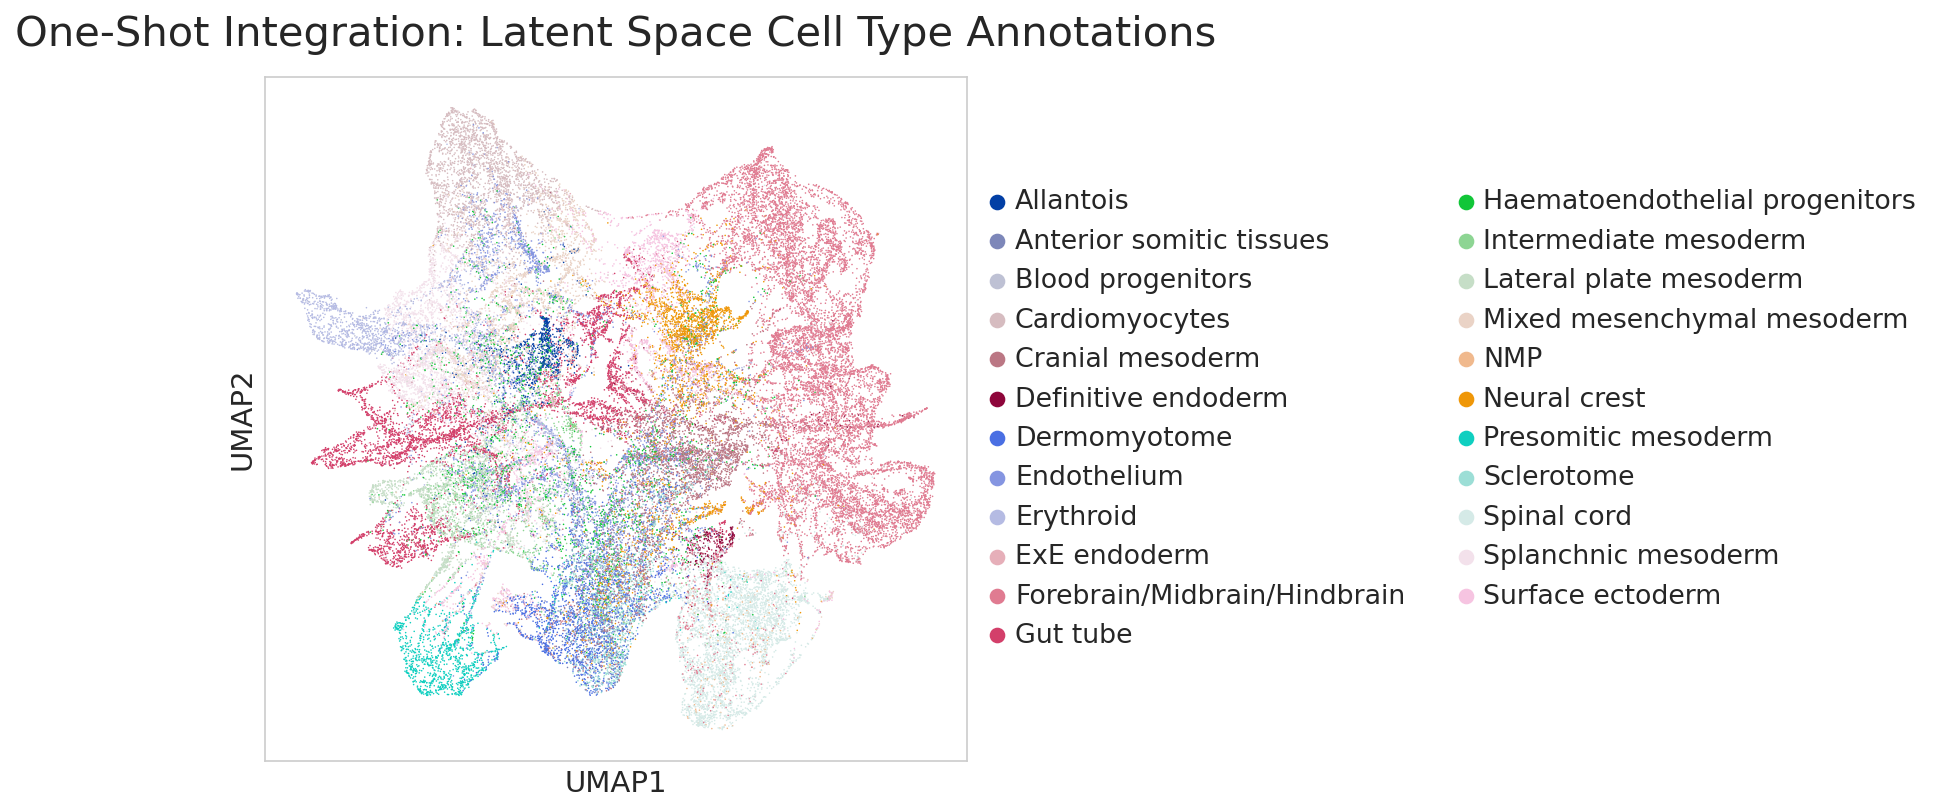 One-Shot Integration: Latent Space Cell Type Annotations
UMAP2
UMAP1
Allantois
Anterior somitic tissues
Blood progenitors
Cardiomyocytes
Cranial mesoderm
Definitive endoderm
Dermomyotome
Endothelium
Erythroid
ExE endoderm
Forebrain/Midbrain/Hindbrain
Gut tube
Haematoendothelial progenitors
Intermediate mesoderm
Lateral plate mesoderm
Mixed mesenchymal mesoderm
NMP
Neural crest
Presomitic mesoderm
Sclerotome
Spinal cord
Splanchnic mesoderm
Surface ectoderm